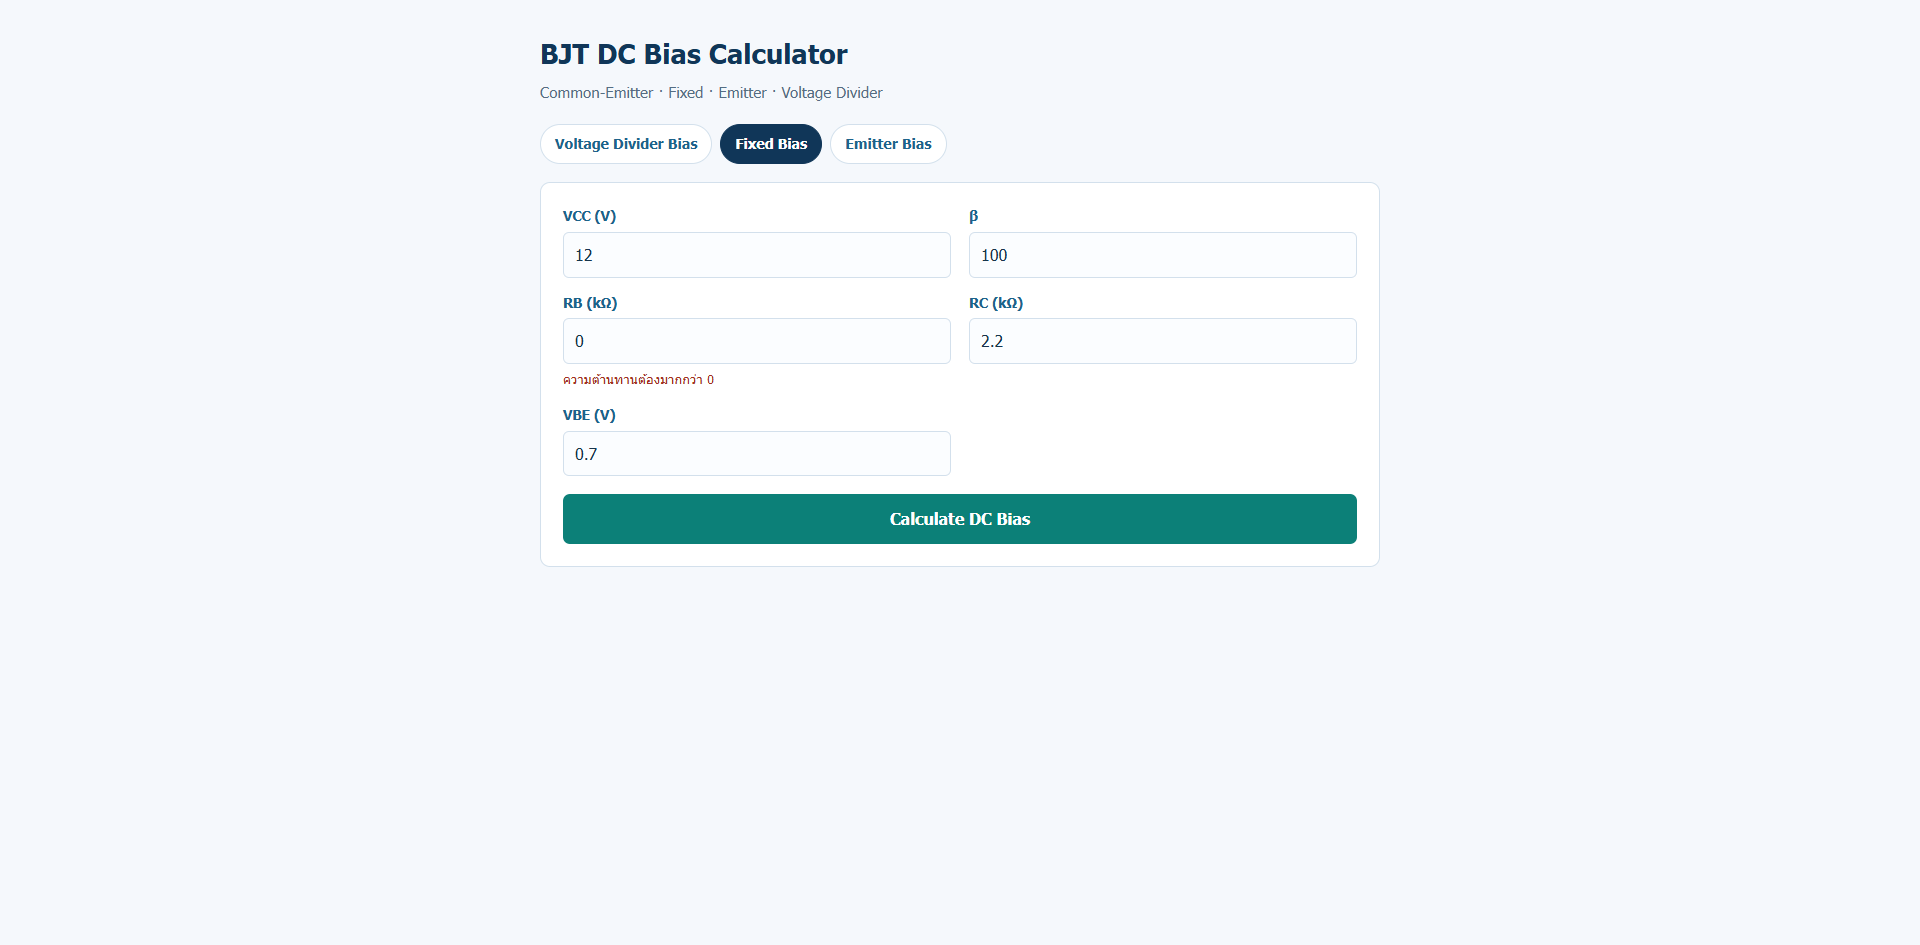 BJT DC Bias Calculator
Common-Emitter · Fixed · Emitter · Voltage Divider
Voltage Divider Bias Fixed Bias Emitter Bias
VCC (V) β
12 100
RB (kΩ) RC (kΩ)
0 2.2
ความต้านทานต้องมากกว่า 0
VBE (V)
0.7
Calculate DC Bias